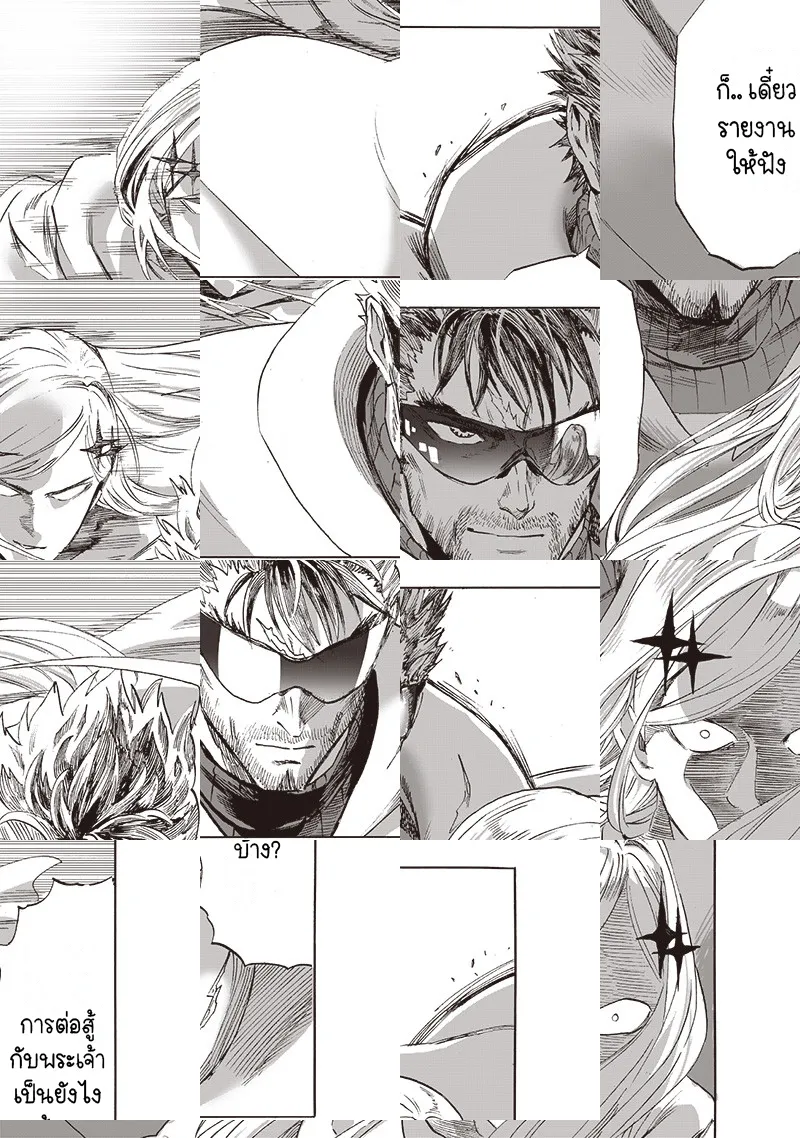 ก็.. เดี๋ยว
รายงาน
ให้ฟัง
บ้าง?
การต่อสู้
กับพระเจ้า
เป็นยังไง